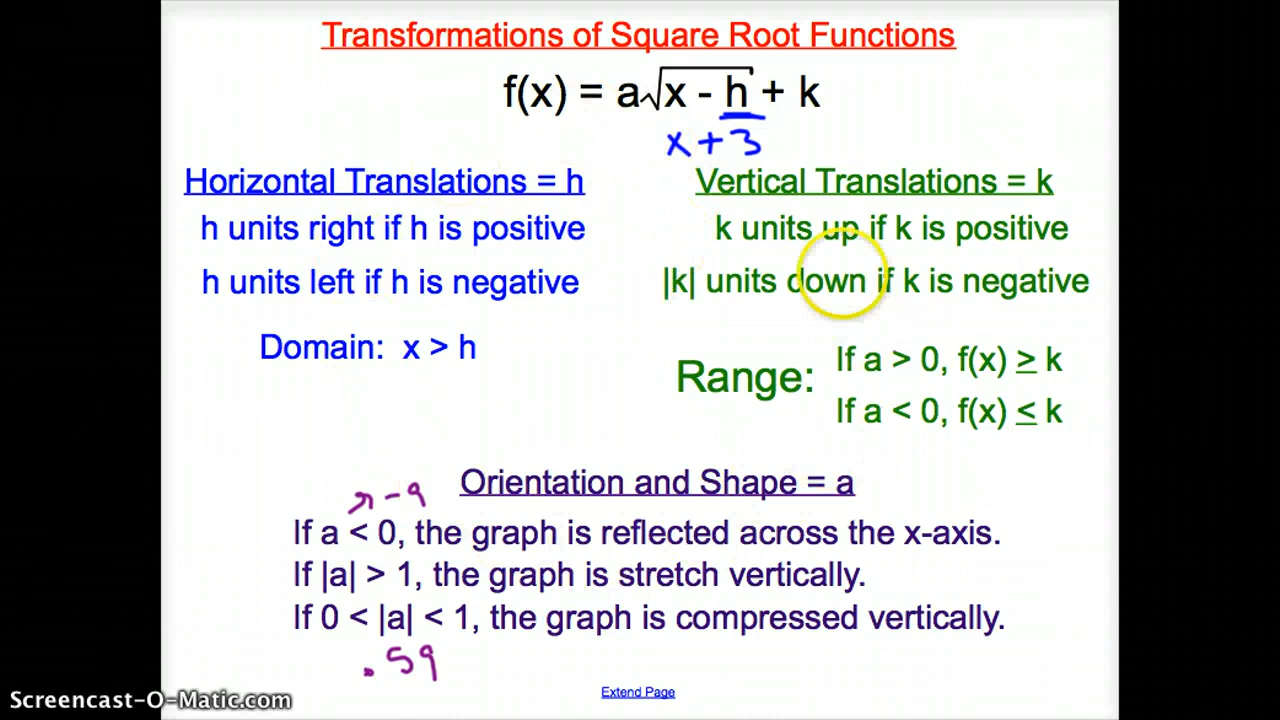 Transformations of Square Root Functions
f(x) = a√x - h + k
x + 3
Horizontal Translations = h
h units right if h is positive
h units left if h is negative
Domain: x > h
Vertical Translations = k
k units up if k is positive
|k| units down if k is negative
Range:
If a > 0, f(x) ≥ k
If a < 0, f(x) ≤ k
Orientation and Shape = a
-a
If a < 0, the graph is reflected across the x-axis.
If |a| > 1, the graph is stretch vertically.
If 0 < |a| < 1, the graph is compressed vertically.
.5a
Extend Page
Screencast-O-Matic.com